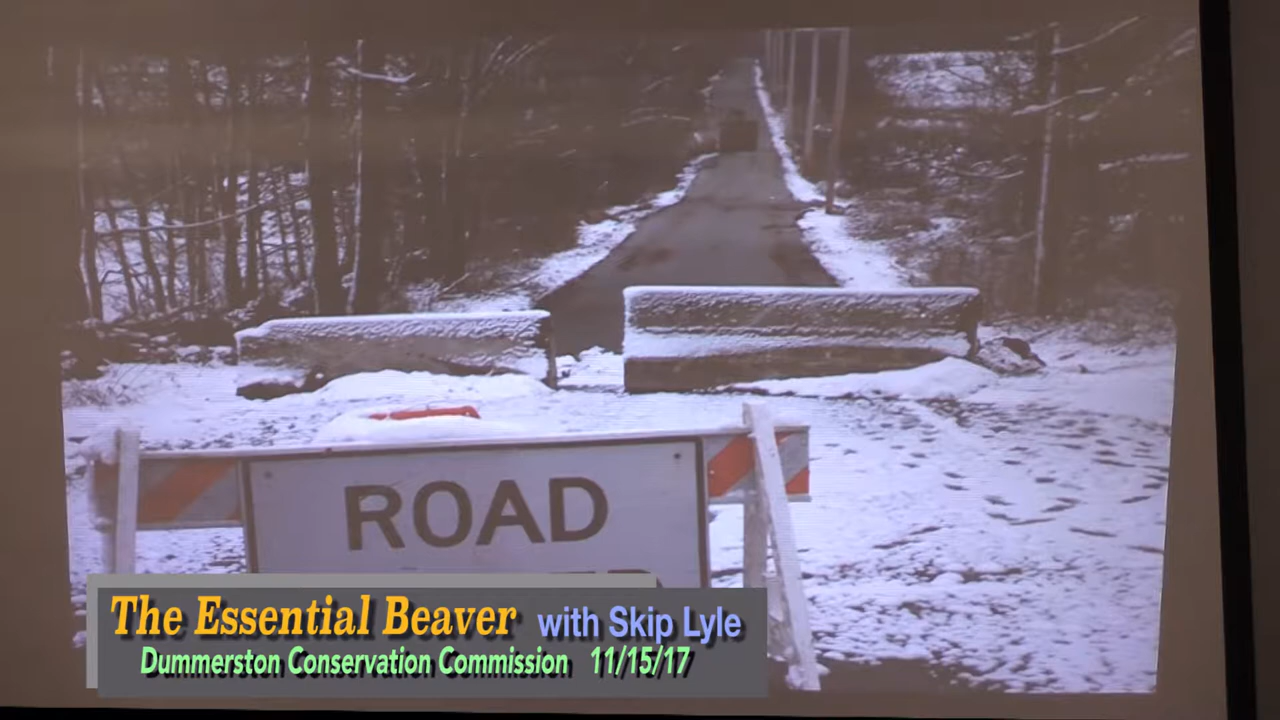 ROAD
The Essential Beaver with Skip Lyle
Dummerston Conservation Commission 11/15/17